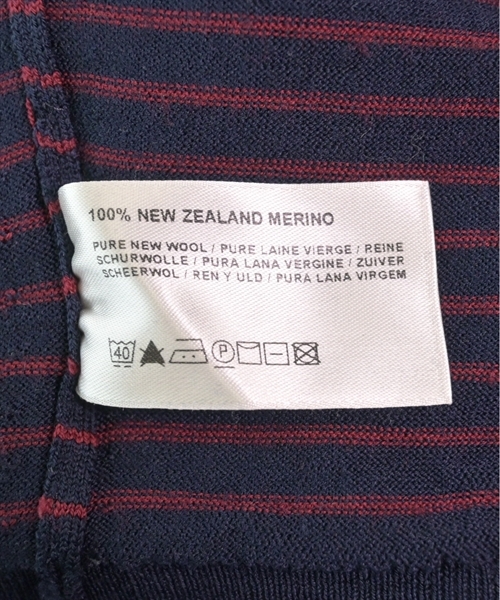 100% NEW ZEALAND MERINO
PURE NEW WOOL / PURE LAINE VIERGE / REINE
SCHURWOLLE / PURA LANA VERGINE / ZUIVER
SCHEERWOL / REN Y ULD / PURA LANA VIRGEM
40 P